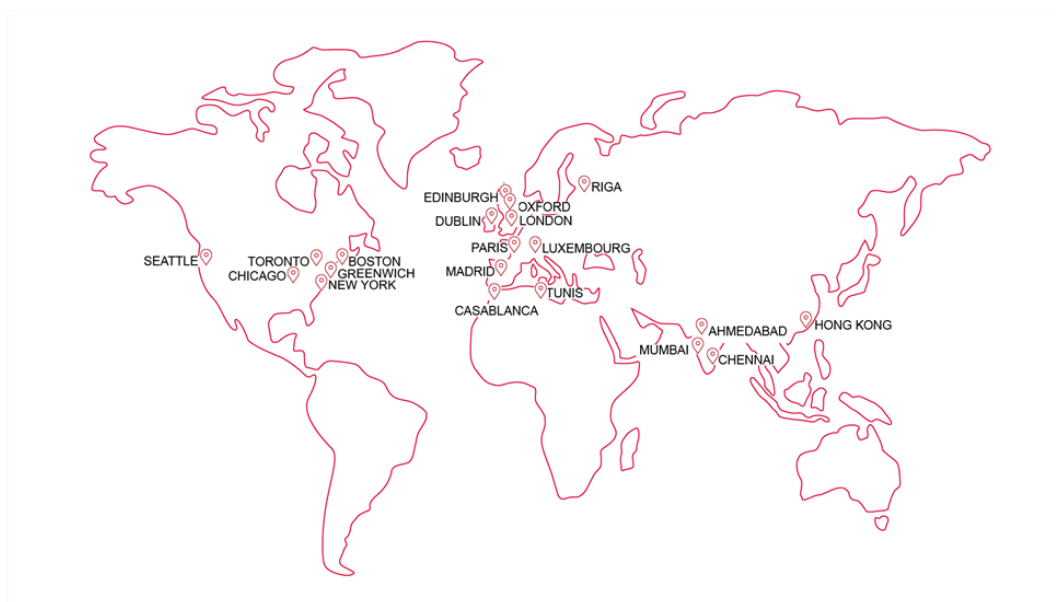 RIGA
EDINBURGH
OXFORD
DUBLIN
LONDON
PARIS
LUXEMBOURG
SEATTLE
TORONTO
BOSTON
CHICAGO
GREENWICH
NEW YORK
MADRID
TUNIS
CASABLANCA
HONG KONG
AHMEDABAD
MUMBAI
CHENNAI